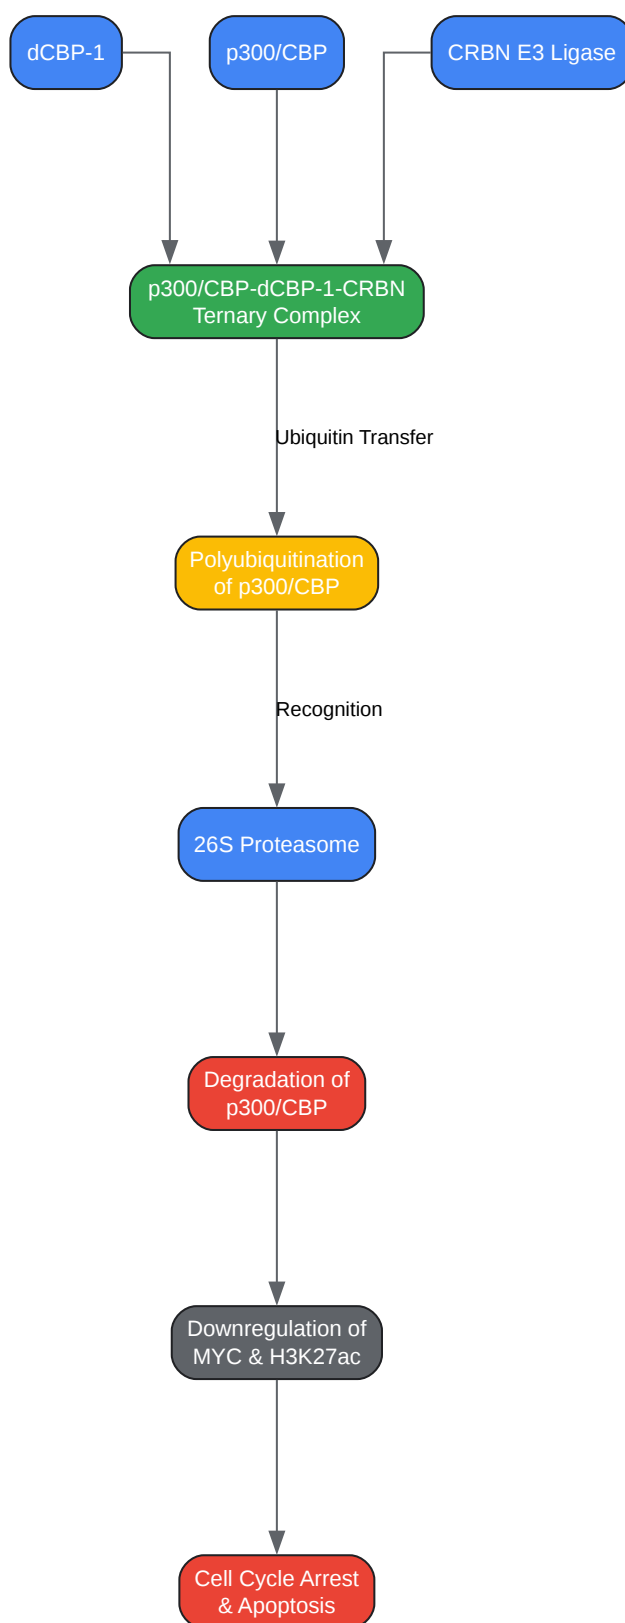 dCBP-1
p300/CBP
CRBN E3 Ligase
p300/CBP-dCBP-1-CRBN
Ternary Complex
Ubiquitin Transfer
Polyubiquitination
of p300/CBP
Recognition
26S Proteasome
Degradation of
p300/CBP
Downregulation of
MYC & H3K27ac
Cell Cycle Arrest
& Apoptosis